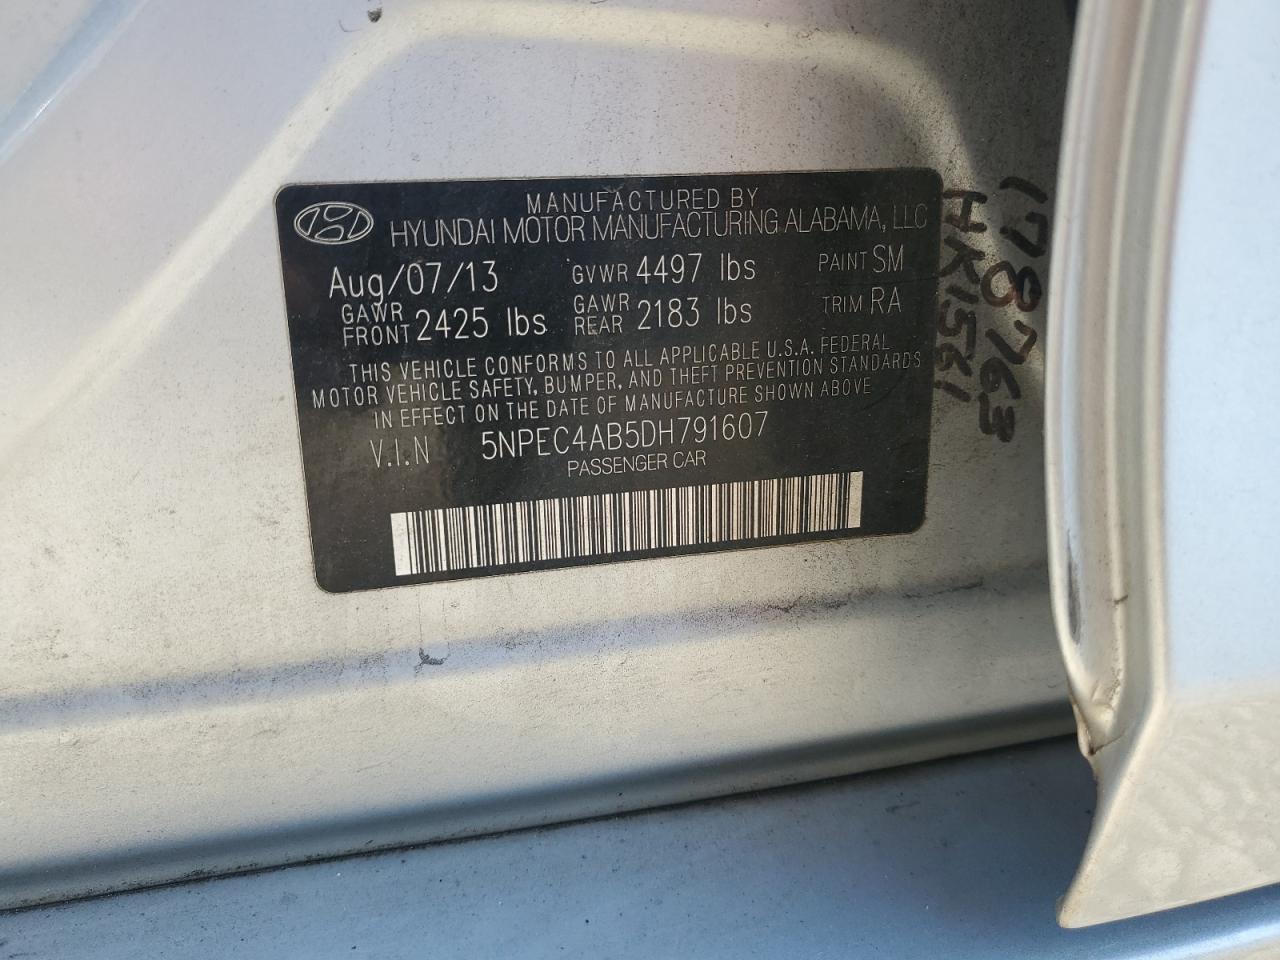 MANUFACTURED BY
HYUNDAI MOTOR MANUFACTURING ALABAMA, LLC
Aug/07/13 GVWR 4497 lbs PAINT SM
GAWR FRONT 2425 lbs GAWR REAR 2183 lbs TRIM RA
THIS VEHICLE CONFORMS TO ALL APPLICABLE U.S.A. FEDERAL
MOTOR VEHICLE SAFETY, BUMPER, AND THEFT PREVENTION STANDARDS
IN EFFECT ON THE DATE OF MANUFACTURE SHOWN ABOVE
V.I.N 5NPEC4AB5DH791607
PASSENGER CAR
178763
HK1561